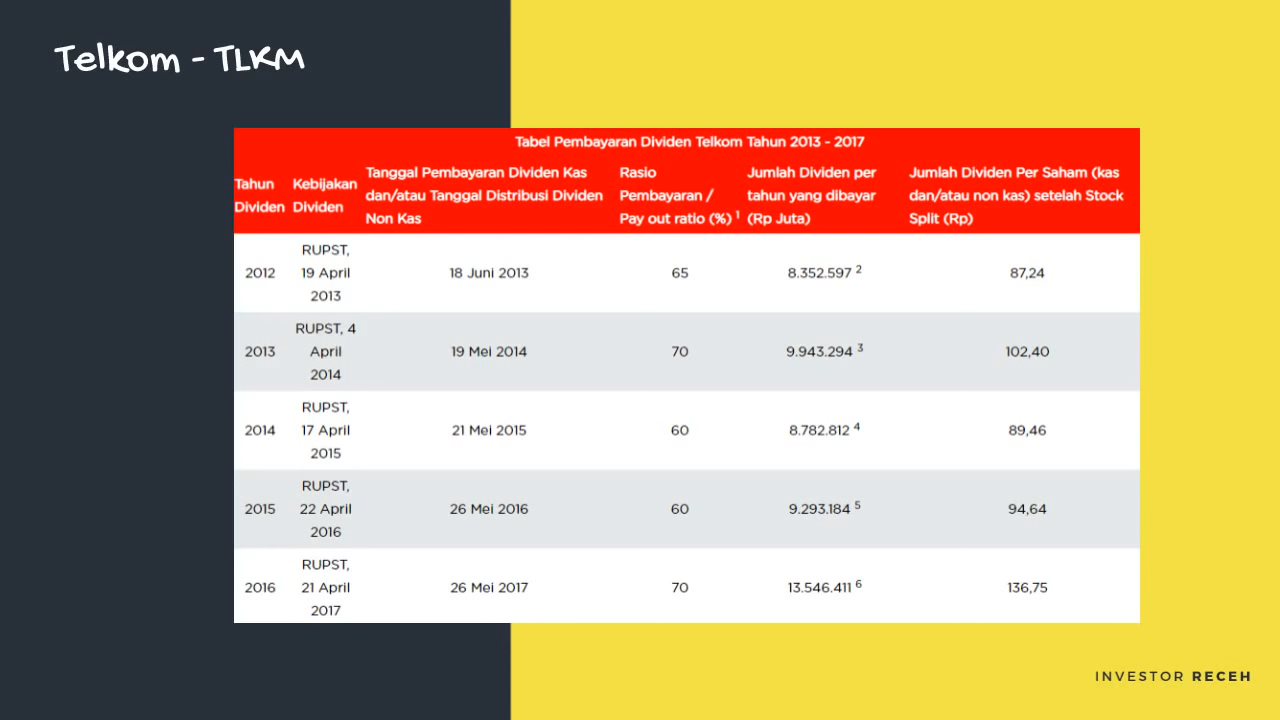 Telkom - TLKM
Tabel Pembayaran Dividen Telkom Tahun 2013 - 2017
Tahun Dividen | Kebijakan Dividen | Tanggal Pembayaran Dividen Kas dan/atau Tanggal Distribusi Dividen Non Kas | Rasio Pembayaran / Pay out ratio (%) ¹ | Jumlah Dividen per tahun yang dibayar (Rp Juta) | Jumlah Dividen Per Saham (kas dan/atau non kas) setelah Stock Split (Rp)
2012 | RUPST, 19 April 2013 | 18 Juni 2013 | 65 | 8.352.597 ² | 87,24
2013 | RUPST, 4 April 2014 | 19 Mei 2014 | 70 | 9.943.294 ³ | 102,40
2014 | RUPST, 17 April 2015 | 21 Mei 2015 | 60 | 8.782.812 ⁴ | 89,46
2015 | RUPST, 22 April 2016 | 26 Mei 2016 | 60 | 9.293.184 ⁵ | 94,64
2016 | RUPST, 21 April 2017 | 26 Mei 2017 | 70 | 13.546.411 ⁶ | 136,75
INVESTOR RECEH